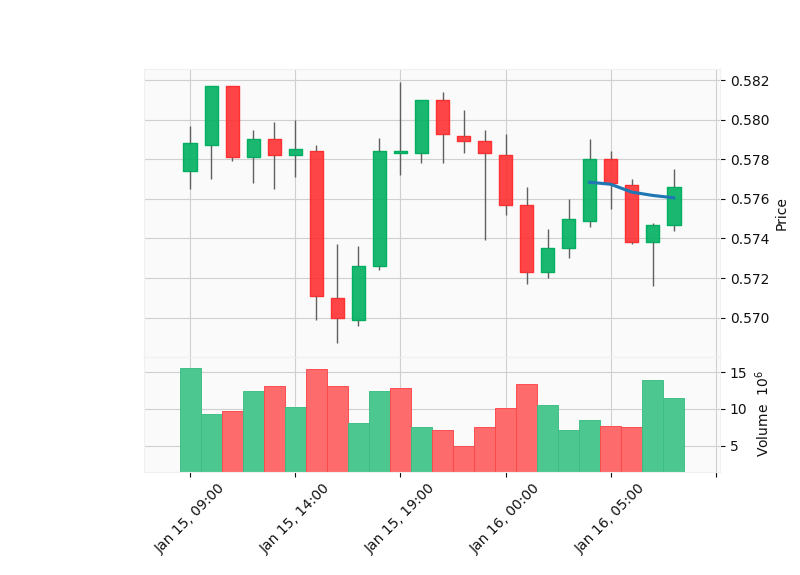 0.582
0.580
0.578
0.576
0.574
0.572
0.570
Price
15
10
5
Volume 10^6
Jan 15, 09:00
Jan 15, 14:00
Jan 15, 19:00
Jan 16, 00:00
Jan 16, 05:00